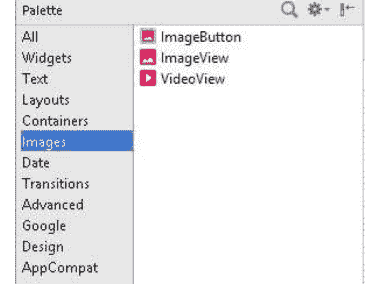 Palette
All
Widgets
Text
Layouts
Containers
Images
Date
Transitions
Advanced
Google
Design
AppCompat
ImageButton
ImageView
VideoView